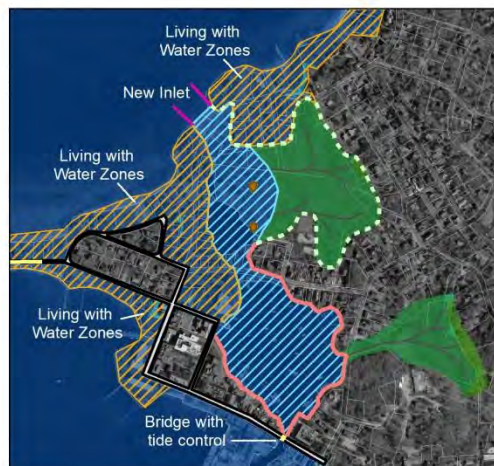 Living with
Water Zones
New Inlet
Living with
Water Zones
Living with
Water Zones
Bridge with
tide control